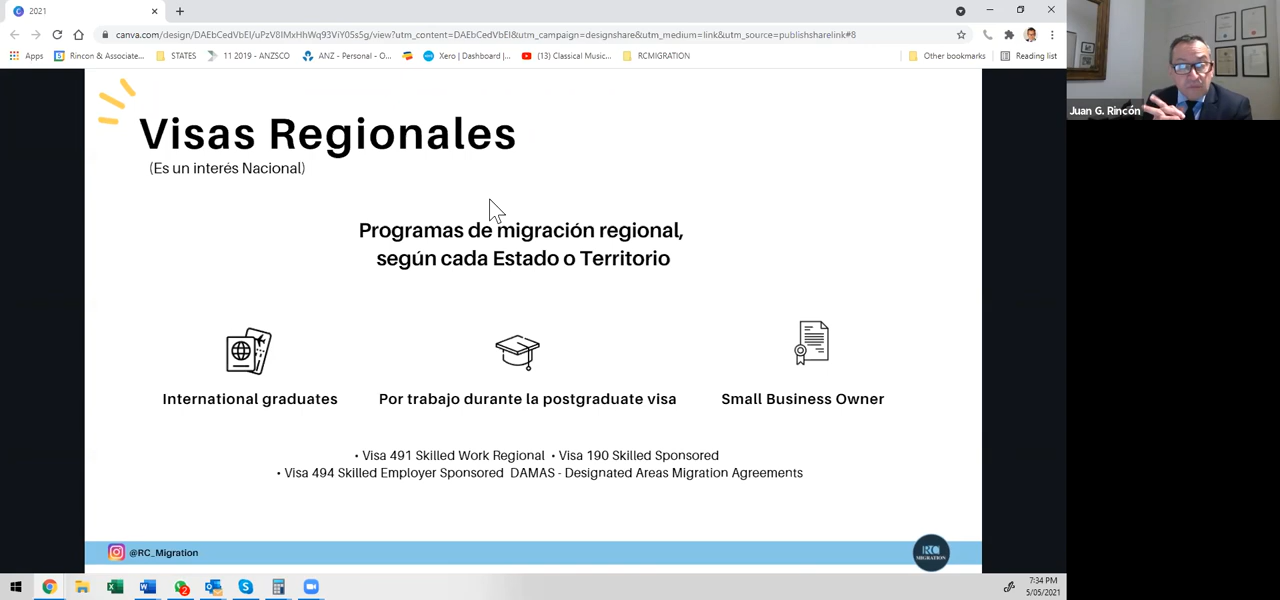 2021
canva.com/design/DAEbCedVbEI/uPzV8IMxHhWq93ViY05s5g/view?utm_content=DAEbCedVbEI&utm_campaign=designshare&utm_medium=link&utm_source=publishsharelink#8
Apps Rincon & Associate... STATES 11 2019 - ANZSCO ANZ - Personal - O... Xero | Dashboard |... (13) Classical Music... RCMIGRATION Other bookmarks Reading list
Juan G. Rincón
Visas Regionales
(Es un interés Nacional)
Programas de migración regional,
según cada Estado o Territorio
International graduates Por trabajo durante la postgraduate visa Small Business Owner
• Visa 491 Skilled Work Regional • Visa 190 Skilled Sponsored
• Visa 494 Skilled Employer Sponsored DAMAS - Designated Areas Migration Agreements
@RC_Migration
RC
MIGRATION
2
7:34 PM
5/05/2021